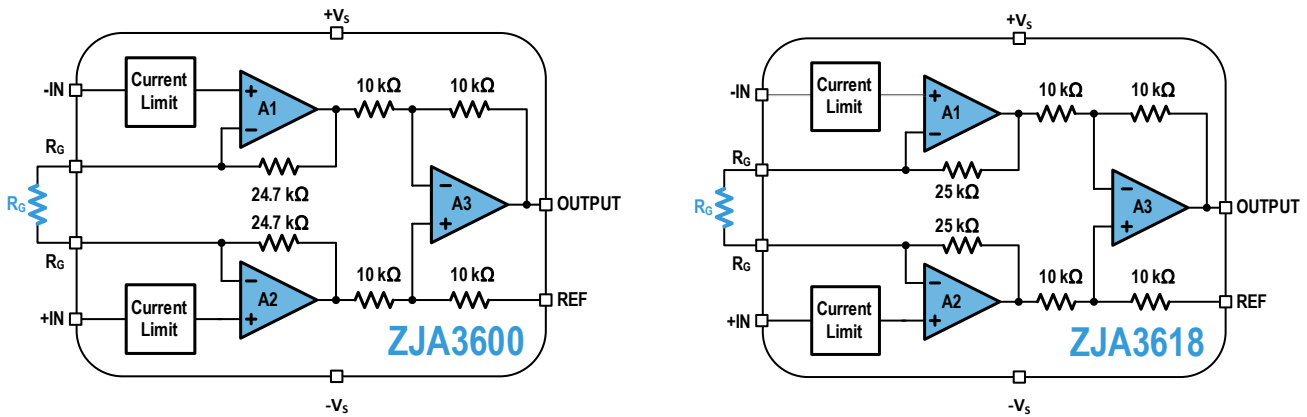 +Vs
-IN
Current
Limit
+
A1
−
10 kΩ
10 kΩ
RG
24.7 kΩ
RG
24.7 kΩ
−
A3
+
OUTPUT
RG
−
A2
+
10 kΩ
10 kΩ
REF
+IN
Current
Limit
ZJA3600
-Vs
+Vs
-IN
Current
Limit
+
A1
−
10 kΩ
10 kΩ
RG
25 kΩ
RG
25 kΩ
−
A3
+
OUTPUT
RG
−
A2
+
10 kΩ
10 kΩ
REF
+IN
Current
Limit
ZJA3618
-Vs